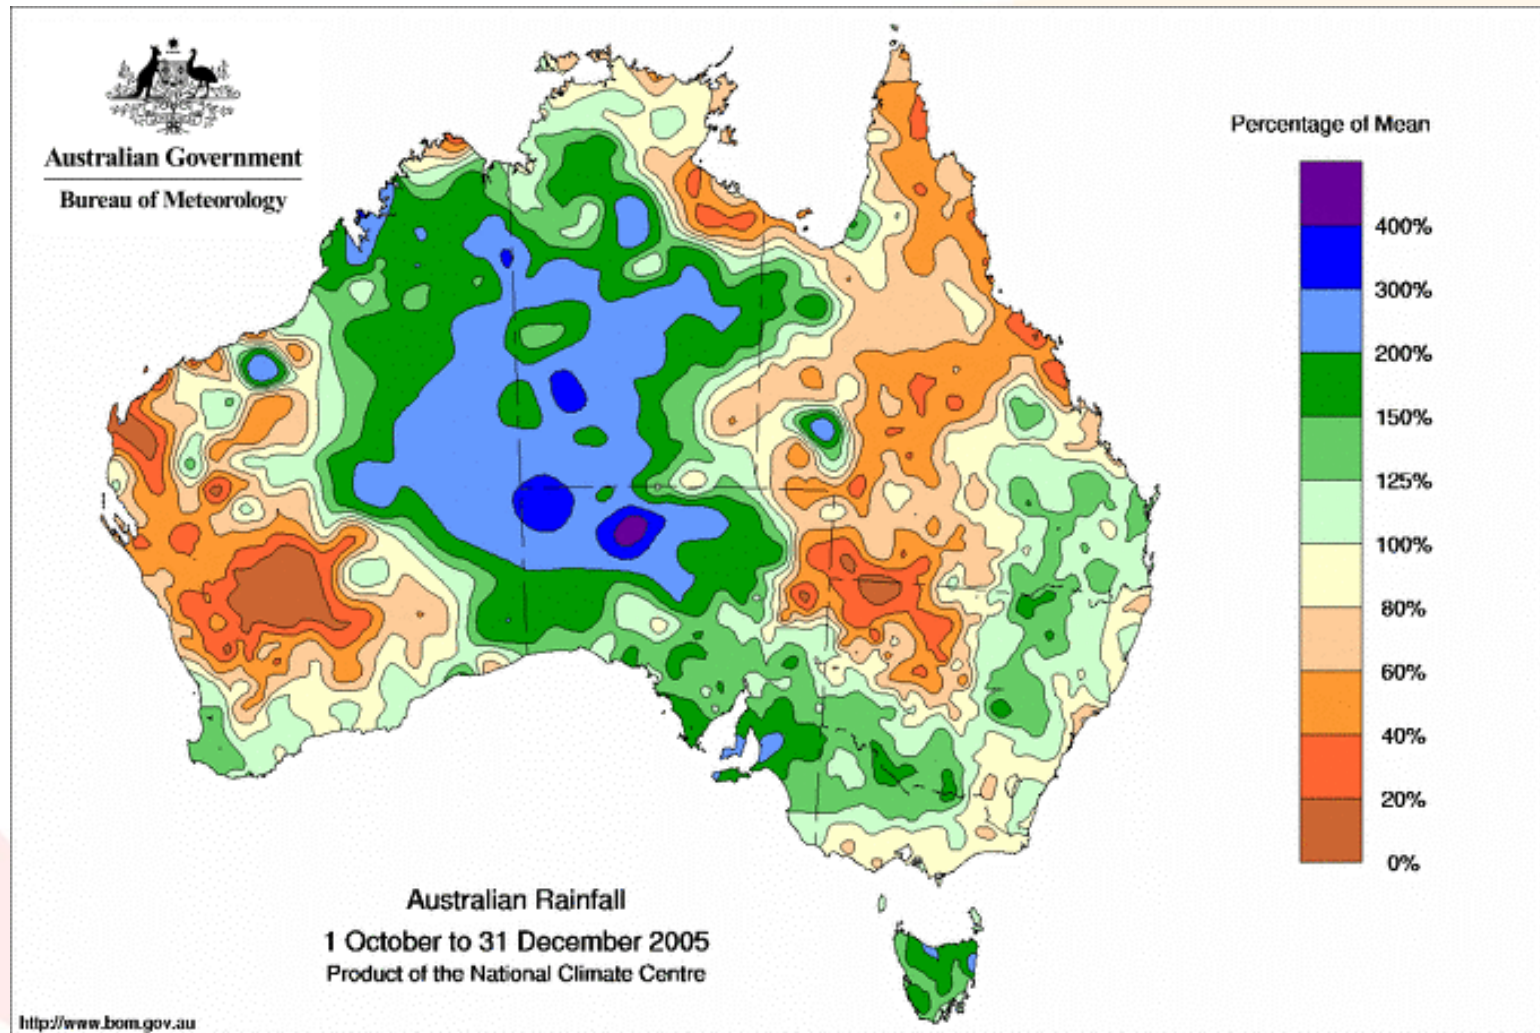 Australian Government
Bureau of Meteorology
Percentage of Mean
400%
300%
200%
150%
125%
100%
80%
60%
40%
20%
0%
Australian Rainfall
1 October to 31 December 2005
Product of the National Climate Centre
http://www.bom.gov.au